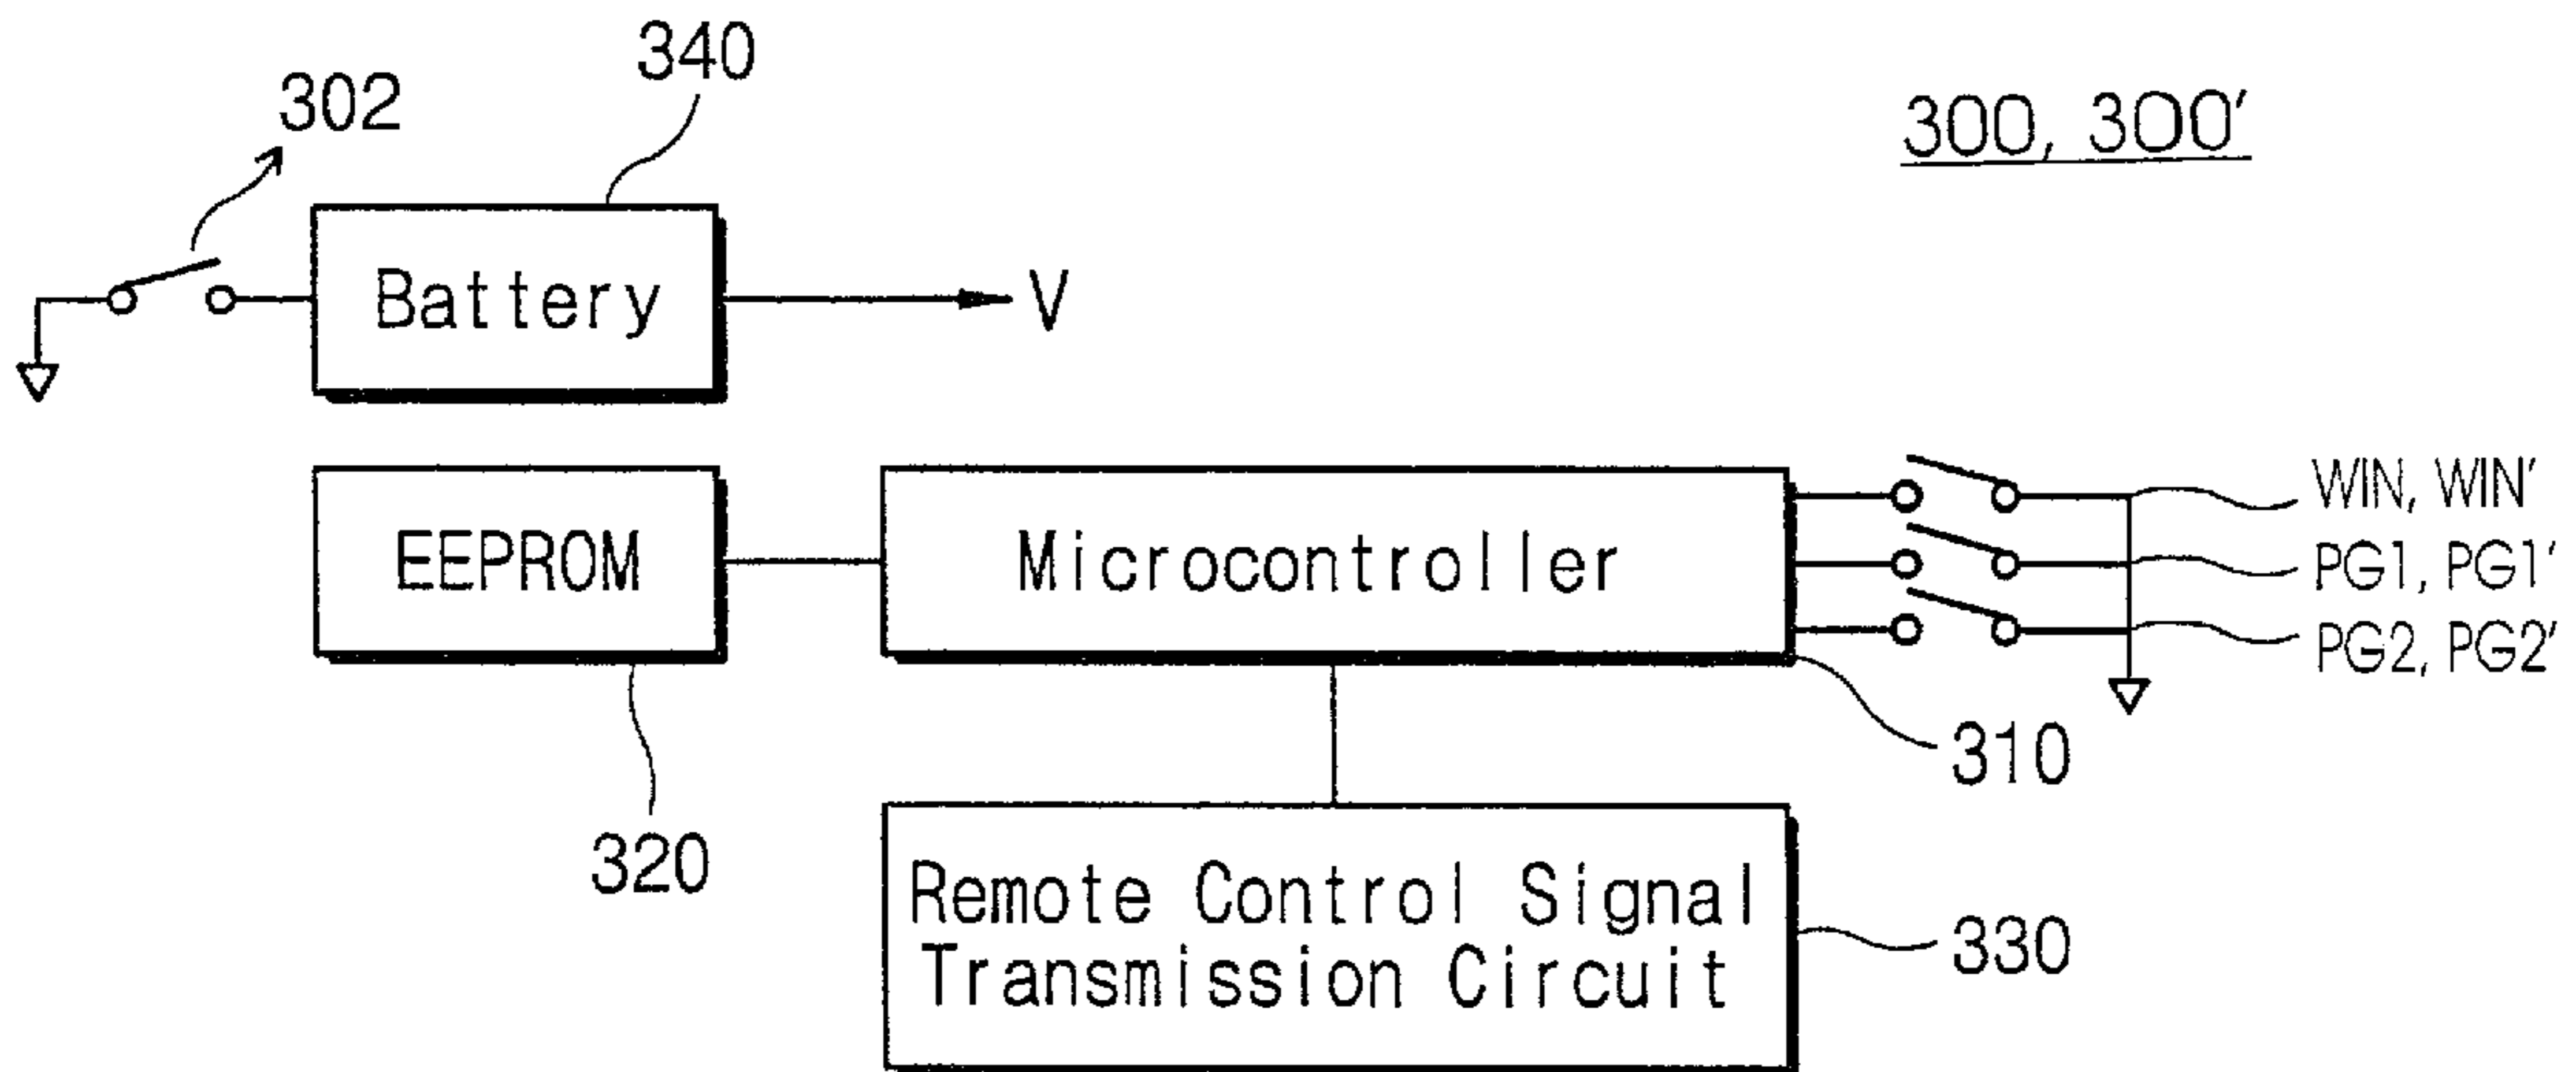 340
302
300, 300′
Battery
V
WIN, WIN′
EEPROM
Microcontroller
PG1, PG1′
PG2, PG2′
310
320
Remote Control Signal
Transmission Circuit
330